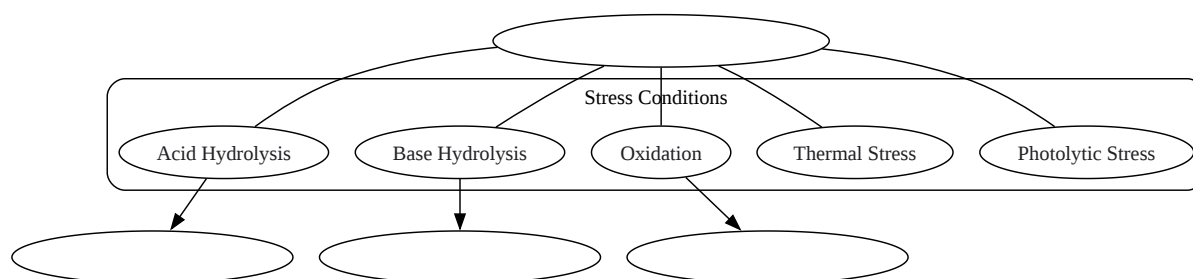 Stress Conditions
Acid Hydrolysis
Base Hydrolysis
Oxidation
Thermal Stress
Photolytic Stress